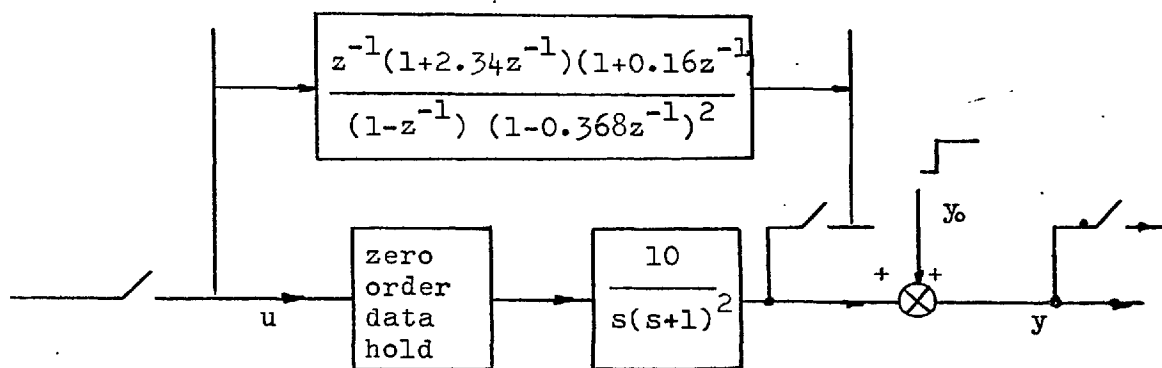 z⁻¹(1+2.34z⁻¹)(1+0.16z⁻¹)
(1-z⁻¹) (1-0.368z⁻¹)²
y₀
zero
order
data
hold
10
s(s+1)²
+ +
u
y